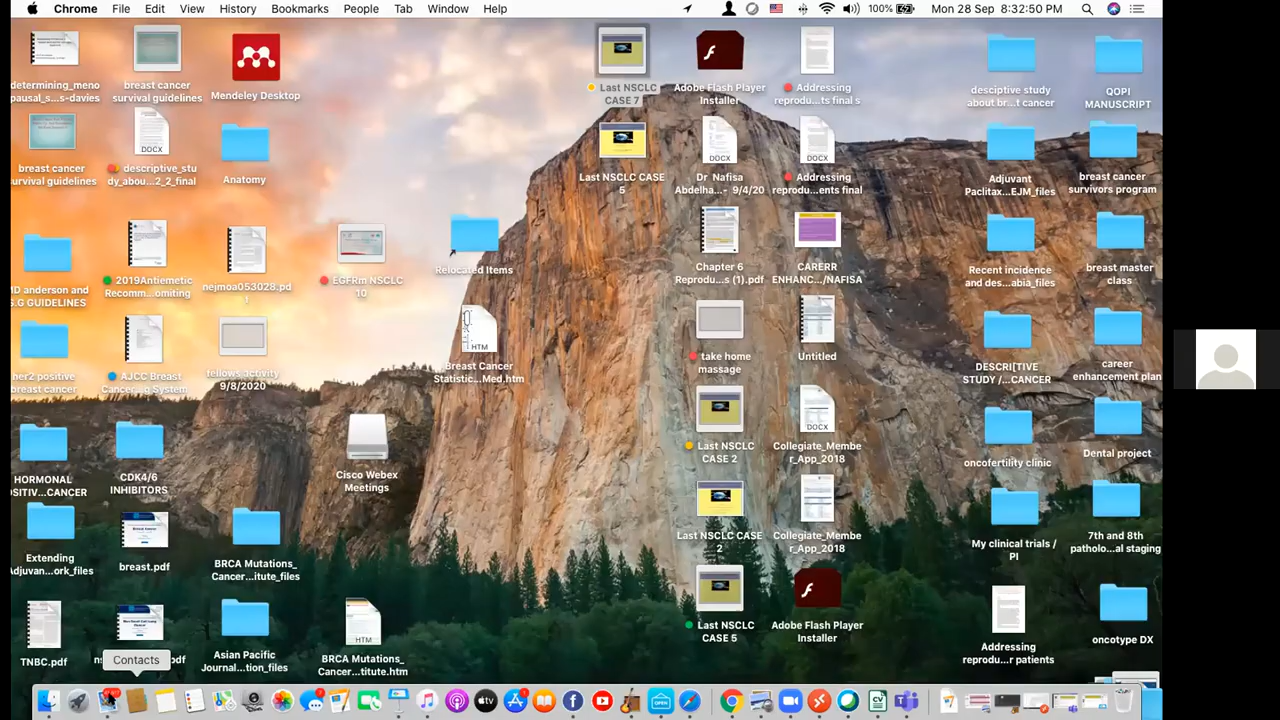 Chrome File Edit View History Bookmarks People Tab Window Help
100% Mon 28 Sep 8:32:50 PM
determining_meno
pausal_s...s-davies
breast cancer
survival guidelines
Mendeley Desktop
Last NSCLC
CASE 7
Adobe Flash Player
Installer
Addressing
reprodu...ts final s
desciptive study
about br...t cancer
QOPI
MANUSCRIPT
breast cancer
survival guidelines
DOCX
descriptive_stu
dy_abou...2_2_final
Anatomy
Last NSCLC CASE
5
DOCX
Dr Nafisa
Abdelha...- 9/4/20
DOCX
Addressing
reprodu...ents final
Adjuvant
Paclitax...EJM_files
breast cancer
survivors program
MD anderson and
S.G GUIDELINES
2019Antiemetic
Recomm...omiting
nejmoa053028.pd
f
EGFRm NSCLC
10
Relocated Items
Chapter 6
Reprodu...s (1).pdf
CARERR
ENHANC.../NAFISA
Recent incidence
and des...abia_files
breast master
class
her2 positive
breast cancer
AJCC Breast
Cancer...g System
fellows activity
9/8/2020
HTM
Breast Cancer
Statistic...Med.htm
take home
massage
Untitled
DESCRI[TIVE
STUDY /...CANCER
career
enhancement plan
HORMONAL
OSITIV...CANCER
CDK4/6
INHIBITORS
Cisco Webex
Meetings
Last NSCLC
CASE 2
DOCX
Collegiate_Membe
r_App_2018
oncofertility clinic
Dental project
Extending
Adjuvan...ork_files
breast.pdf
BRCA Mutations_
Cancer...itute_files
Last NSCLC CASE
2
Collegiate_Membe
r_App_2018
My clinical trials /
PI
7th and 8th
patholo...al staging
TNBC.pdf
Contacts
Asian Pacific
Journal...tion_files
HTM
BRCA Mutations_
Cancer...titute.htm
Last NSCLC
CASE 5
Adobe Flash Player
Installer
Addressing
reprodu...r patients
oncotype DX
OPEN